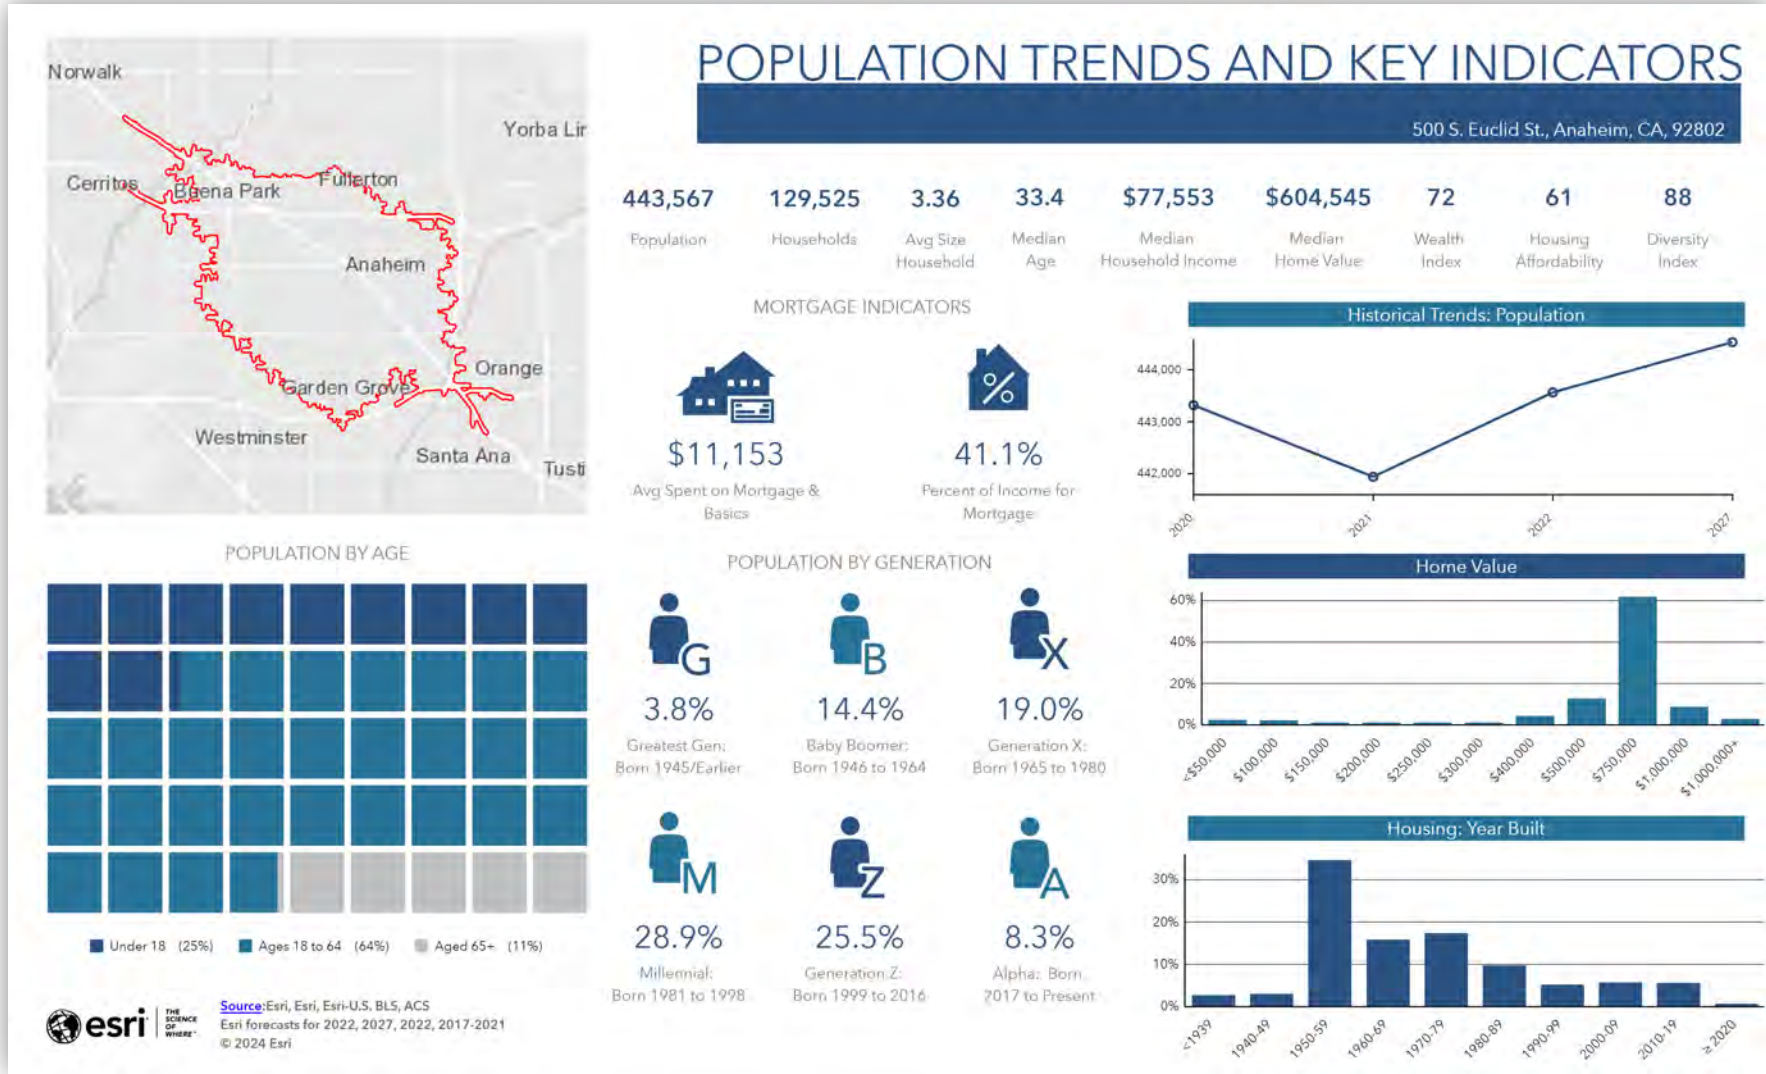 POPULATION TRENDS AND KEY INDICATORS
500 S. Euclid St., Anaheim, CA, 92802
Norwalk
Yorba Lin
Cerritos
Buena Park
Fullerton
Anaheim
Orange
Garden Grove
Westminster
Santa Ana
Tusti
443,567
Population
129,525
Households
3.36
Avg Size
Household
33.4
Median
Age
$77,553
Median
Household Income
$604,545
Median
Home Value
72
Wealth
Index
61
Housing
Affordability
88
Diversity
Index
MORTGAGE INDICATORS
$11,153
Avg Spent on Mortgage &
Basics
%
41.1%
Percent of Income for
Mortgage
Historical Trends: Population
444,000
443,000
442,000
2020
2021
2022
2027
POPULATION BY AGE
Under 18 (25%)
Ages 18 to 64 (64%)
Aged 65+ (11%)
POPULATION BY GENERATION
G
3.8%
Greatest Gen:
Born 1945/Earlier
B
14.4%
Baby Boomer:
Born 1946 to 1964
X
19.0%
Generation X:
Born 1965 to 1980
M
28.9%
Millennial:
Born 1981 to 1998
Z
25.5%
Generation Z:
Born 1999 to 2016
A
8.3%
Alpha: Born
2017 to Present
Home Value
60%
40%
20%
0%
<$50,000
$100,000
$150,000
$200,000
$250,000
$300,000
$400,000
$500,000
$750,000
$1,000,000
$1,000,000+
Housing: Year Built
30%
20%
10%
0%
<1939
1940-49
1950-59
1960-69
1970-79
1980-89
1990-99
2000-09
2010-19
≥ 2020
esri
THE
SCIENCE
OF
WHERE
Source:Esri, Esri, Esri-U.S. BLS, ACS
Esri forecasts for 2022, 2027, 2022, 2017-2021
© 2024 Esri